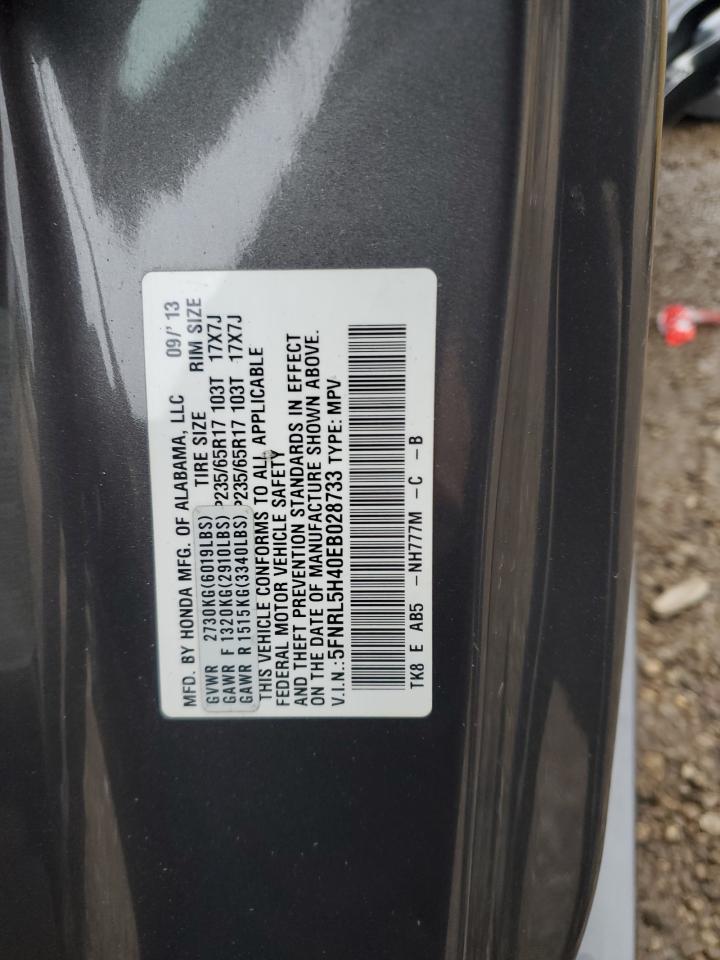 MFD. BY HONDA MFG. OF ALABAMA, LLC 09/'13
TIRE SIZE RIM SIZE
GVWR 2730KG(6019LBS)
GAWR F 1320KG(2910LBS) P235/65R17 103T 17X7J
GAWR R 1515KG(3340LBS) P235/65R17 103T 17X7J
THIS VEHICLE CONFORMS TO ALL APPLICABLE
FEDERAL MOTOR VEHICLE SAFETY
AND THEFT PREVENTION STANDARDS IN EFFECT
ON THE DATE OF MANUFACTURE SHOWN ABOVE.
V.I.N.:5FNRL5H40EB028733 TYPE: MPV
TK8 E AB5 -NH777M -C -B